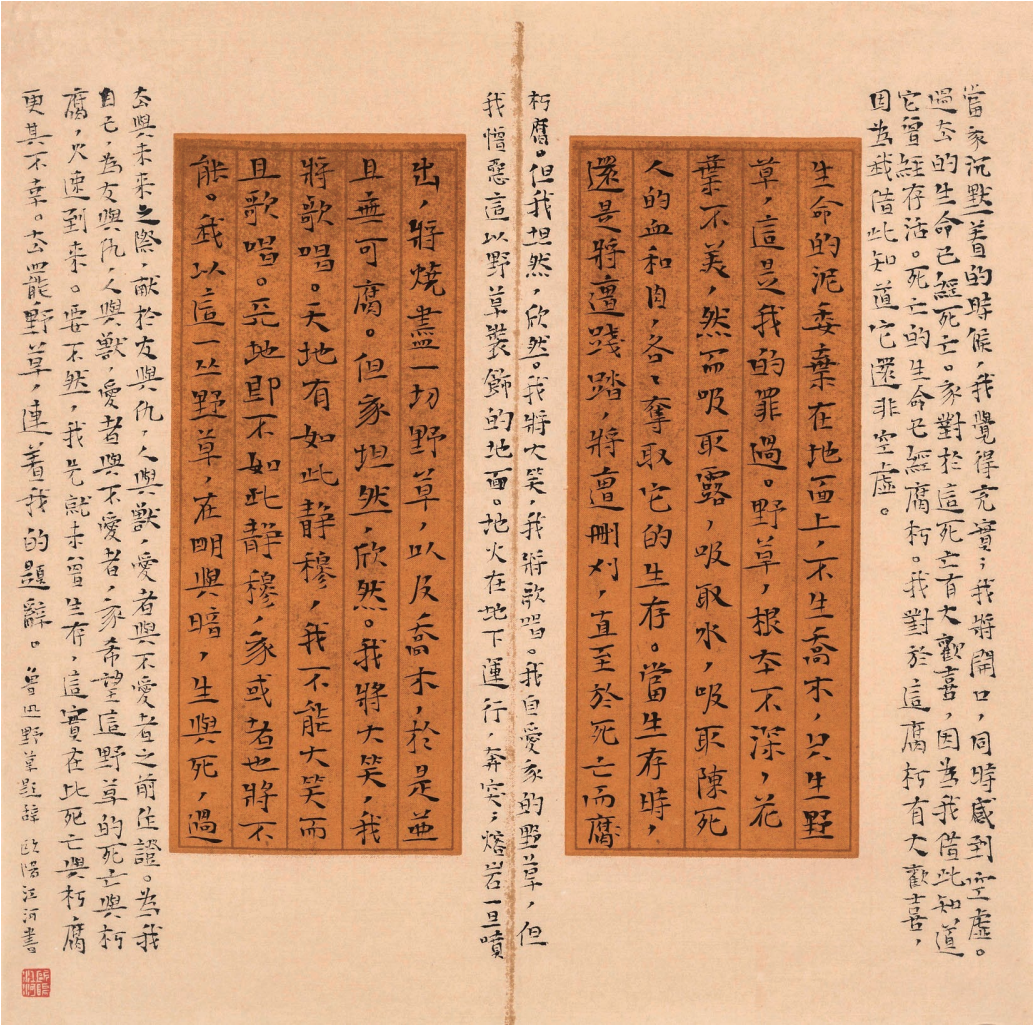 當我沉默着的時候，我覺得充實；我將開口，同時感到空虛。
過去的生命已經死亡。我對於這死亡有大歡喜，因為我借此知道
它曾經存活。死亡的生命已經腐朽。我對於這腐朽有大歡喜，
因為我借此知道它還非空虛。
生命的泥委棄在地面上，不生喬木，只生野
草，這是我的罪過。野草，根本不深，花
葉不美，然而吸取露，吸取水，吸取陳死
人的血和肉，各〻奪取它的生存。當生存時，
還是將遭踐踏，將遭刪刈，直至於死亡而腐
朽腐。但我坦然，欣然。我將大笑，我將歌唱。我自愛我的野草，但
我憎惡這以野草裝飾的地面。地火在地下運行，奔突；熔岩一旦噴
出，將燒盡一切野草，以及喬木，於是並
且無可腐。但我坦然，欣然。我將大笑，我
將歌唱。天地有如此靜穆，我不能大笑而
且歌唱。天地即不如此靜穆，我或者也將不
能。我以這一丛野草，在明與暗，生與死，過
去與未來之際，獻於友與仇，人與獸，愛者與不愛者之前作證。為我
自己，為友與仇，人與獸，愛者與不愛者，我希望這野草的死亡與朽
腐，火速到來。要不然，我先就未曾生存，這實在比死亡與朽腐
更其不幸。去罷野草，連着我的題辭。魯迅野草題辭 歐陽江河書
歐陽江河